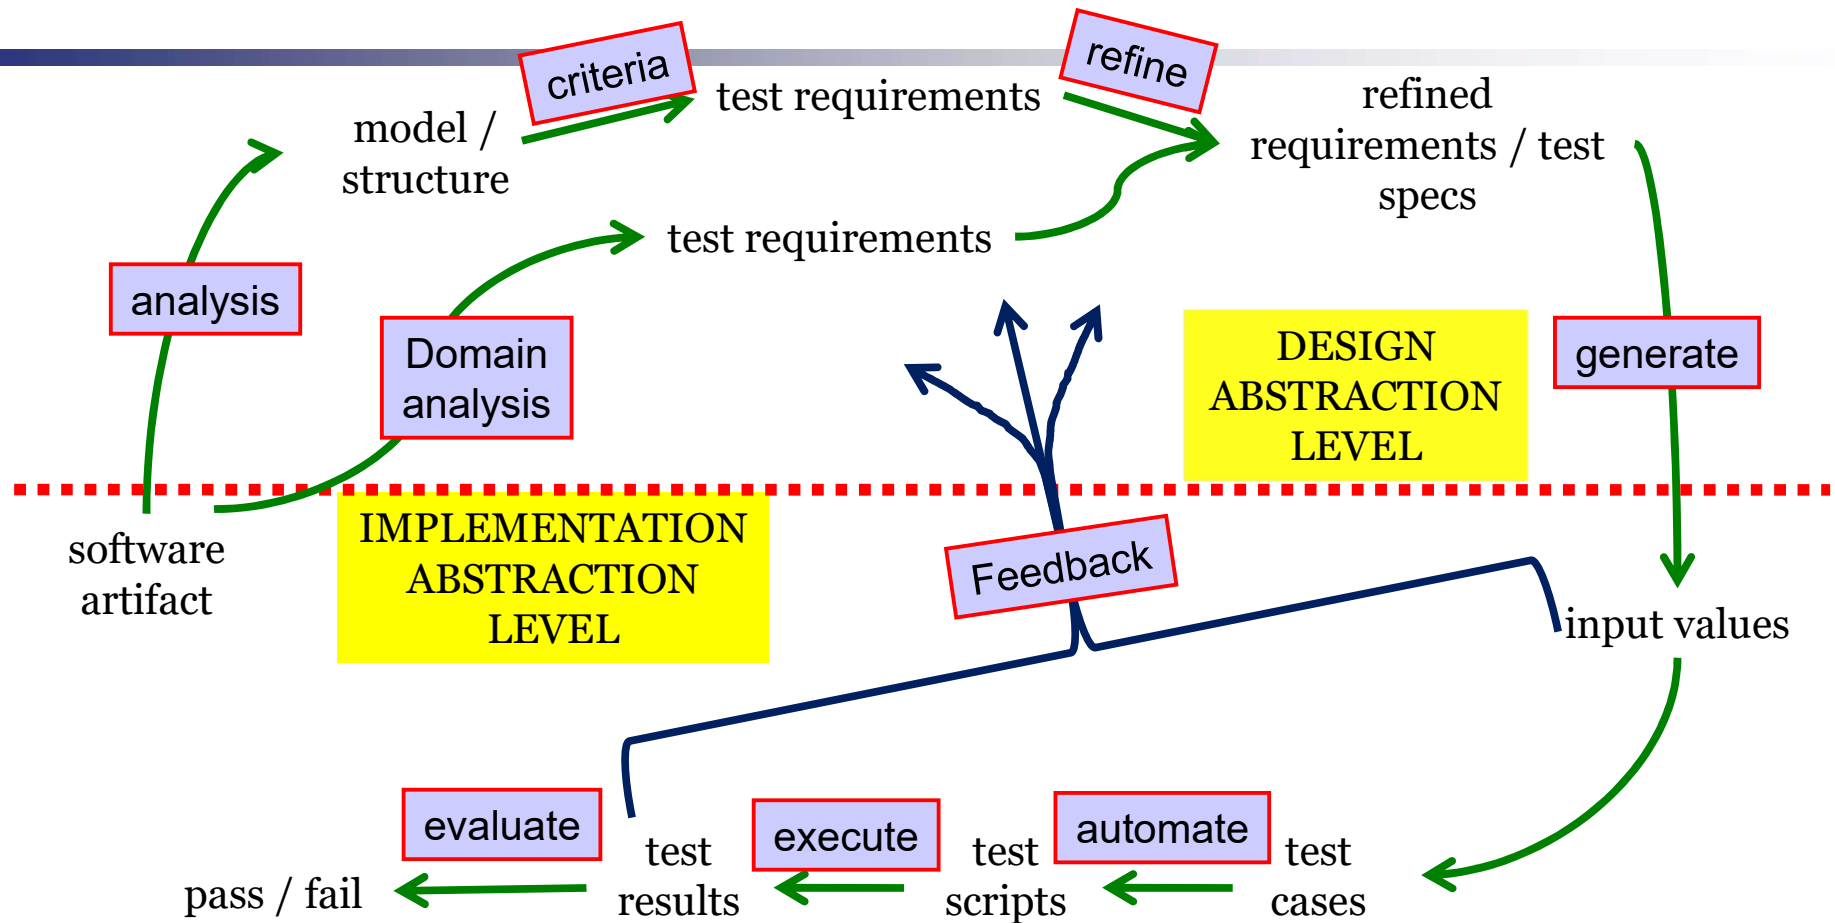 criteria
refine
test requirements
refined
requirements / test
specs
model /
structure
test requirements
analysis
Domain
analysis
DESIGN
ABSTRACTION
LEVEL
generate
IMPLEMENTATION
ABSTRACTION
LEVEL
software
artifact
Feedback
input values
evaluate
execute
automate
test
results
test
scripts
test
cases
pass / fail